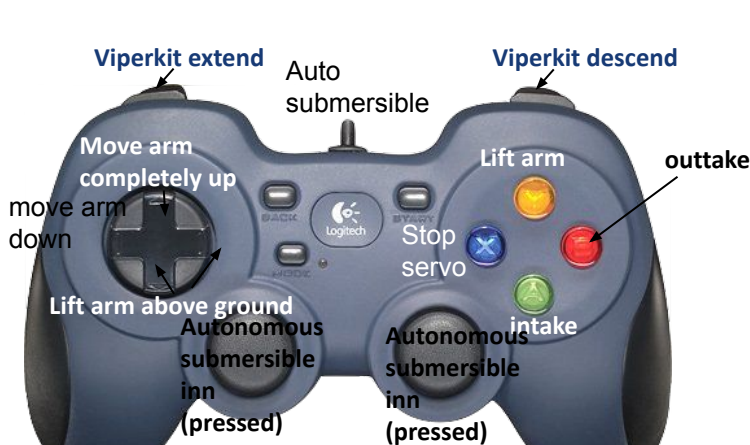 Viperkit extend
Viperkit descend
Auto
submersible
Move arm
completely up
Lift arm
outtake
move arm
down
BACK
Logitech
START
Stop
servo
Y
X
B
A
MODE
Lift arm above ground
intake
Autonomous
submersible
inn
(pressed)
Autonomous
submersible
inn
(pressed)